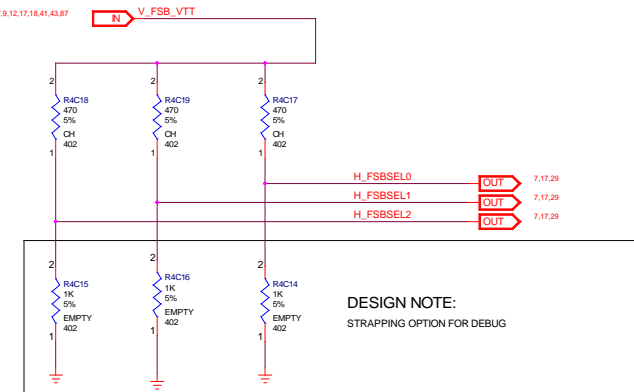 ,9,12,17,18,41,43,87
IN
V_FSB_VTT
2
2
2
R4C18
470
5%
CH
402
R4C19
470
5%
CH
402
R4C17
470
5%
CH
402
1
1
1
H_FSBSEL0
OUT
7,17,29
H_FSBSEL1
OUT
7,17,29
H_FSBSEL2
OUT
7,17,29
2
2
2
R4C15
1K
5%
EMPTY
402
R4C16
1K
5%
EMPTY
402
R4C14
1K
5%
EMPTY
402
1
1
1
DESIGN NOTE:
STRAPPING OPTION FOR DEBUG